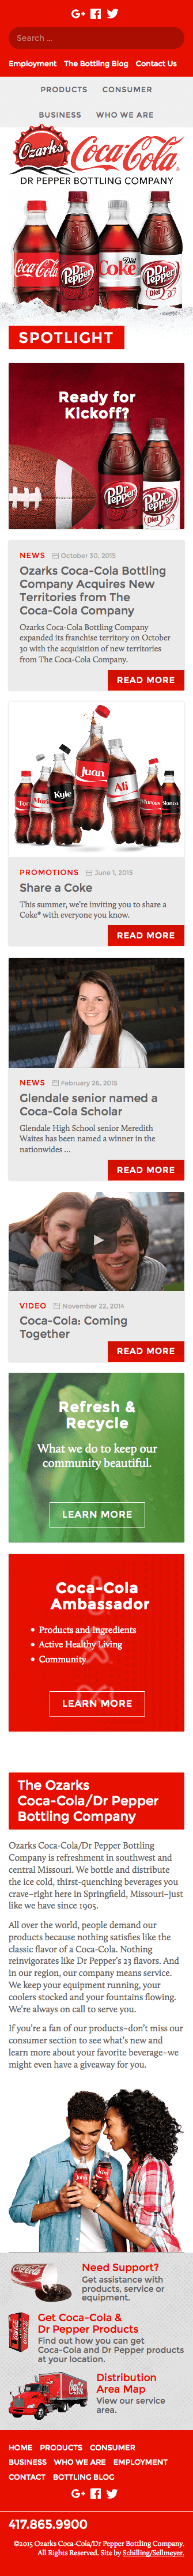 Search ...
Employment The Bottling Blog Contact Us
PRODUCTS CONSUMER
BUSINESS WHO WE ARE
Ozarks
Coca-Cola
DR PEPPER BOTTLING COMPANY
Coca-Cola Dr Pepper Diet Coke Dr Pepper Diet
SPOTLIGHT
Ready for
Kickoff?
Dr Pepper Dr Pepper
NEWS October 30, 2015
Ozarks Coca-Cola Bottling
Company Acquires New
Territories from The
Coca-Cola Company
Ozarks Coca-Cola Bottling Company
expanded its franchise territory on October
30 with the acquisition of new territories
from The Coca-Cola Company.
READ MORE
Kyle Juan Ali Marcus
PROMOTIONS June 1, 2015
Share a Coke
This summer, we're inviting you to share a
Coke® with everyone you know.
READ MORE
NEWS February 26, 2015
Glendale senior named a
Coca-Cola Scholar
Glendale High School senior Meredith
Waites has been named a winner in the
nationwides ...
READ MORE
VIDEO November 22, 2014
Coca-Cola: Coming
Together
READ MORE
Refresh &
Recycle
What we do to keep our
community beautiful.
LEARN MORE
Coca-Cola
Ambassador
• Products and Ingredients
• Active Healthy Living
• Community
LEARN MORE
The Ozarks
Coca-Cola/Dr Pepper
Bottling Company
Ozarks Coca-Cola/Dr Pepper Bottling
Company is refreshment in southwest and
central Missouri. We bottle and distribute
the ice cold, thirst-quenching beverages you
crave–right here in Springfield, Missouri–just
like we have since 1905.
All over the world, people demand our
products because nothing satisfies like the
classic flavor of a Coca-Cola. Nothing
reinvigorates like Dr Pepper's 23 flavors. And
in our region, our company means service.
We keep your equipment running, your
coolers stocked and your fountains flowing.
We're always on call to serve you.
If you're a fan of our products–don't miss our
consumer section to see what's new and
learn more about your favorite beverage–we
might even have a giveaway for you.
Need Support?
Get assistance with
products, service or
equipment.
Get Coca-Cola &
Dr Pepper Products
Find out how you can get
Coca-Cola and Dr Pepper products
at your location.
Distribution
Area Map
View our service
area.
HOME PRODUCTS CONSUMER
BUSINESS WHO WE ARE EMPLOYMENT
CONTACT BOTTLING BLOG
417.865.9900
©2015 Ozarks Coca-Cola/Dr Pepper Bottling Company.
All Rights Reserved. Site by Schilling/Sellmeyer.